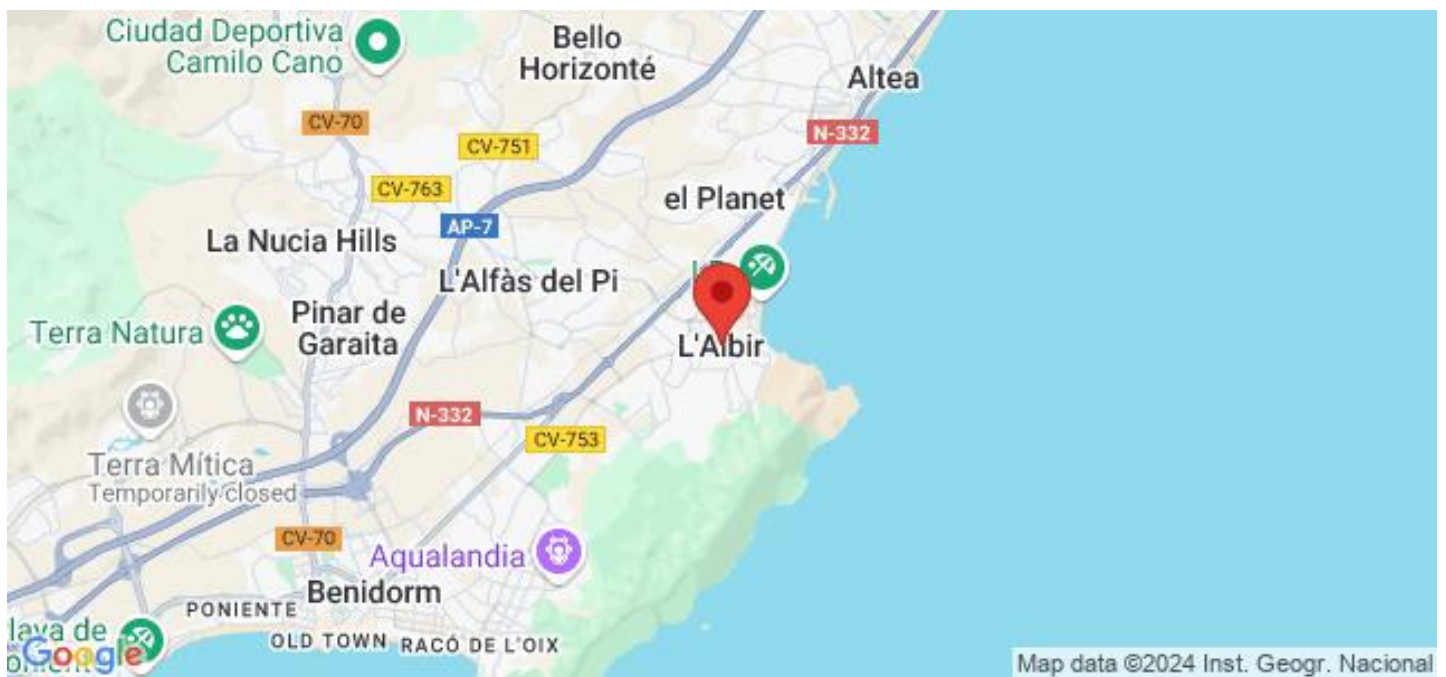 Ciudad Deportiva
Camilo Cano
Bello
Horizonté
Altea
CV-70
N-332
CV-751
CV-763
el Planet
AP-7
La Nucia Hills
L'Alfàs del Pi
Pinar de
Garaita
Terra Natura
L'Albir
N-332
CV-753
Terra Mítica
Temporarily closed
CV-70
Aqualandia
Benidorm
PONIENTE
OLD TOWN
RACÓ DE L'OIX
laya de
Google
Map data ©2024 Inst. Geogr. Nacional